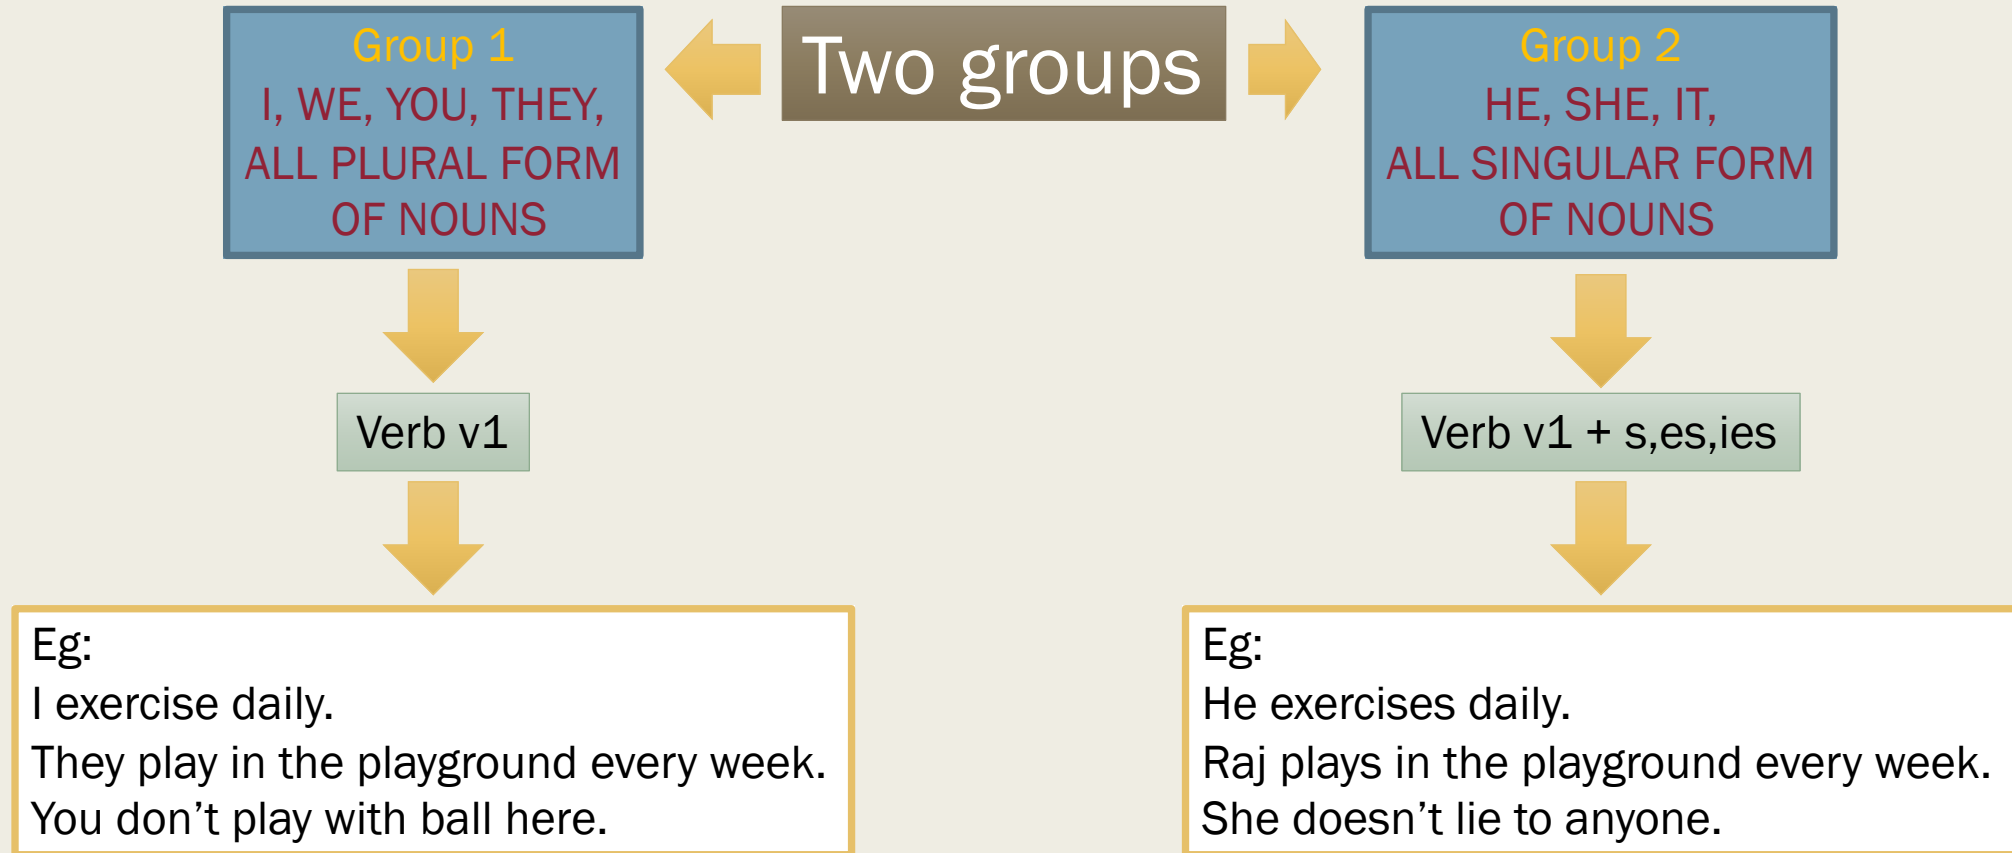 Two groups
Group 1
I, WE, YOU, THEY,
ALL PLURAL FORM
OF NOUNS
Verb v1
Eg:
I exercise daily.
They play in the playground every week.
You don’t play with ball here.
Group 2
HE, SHE, IT,
ALL SINGULAR FORM
OF NOUNS
Verb v1 + s,es,ies
Eg:
He exercises daily.
Raj plays in the playground every week.
She doesn’t lie to anyone.